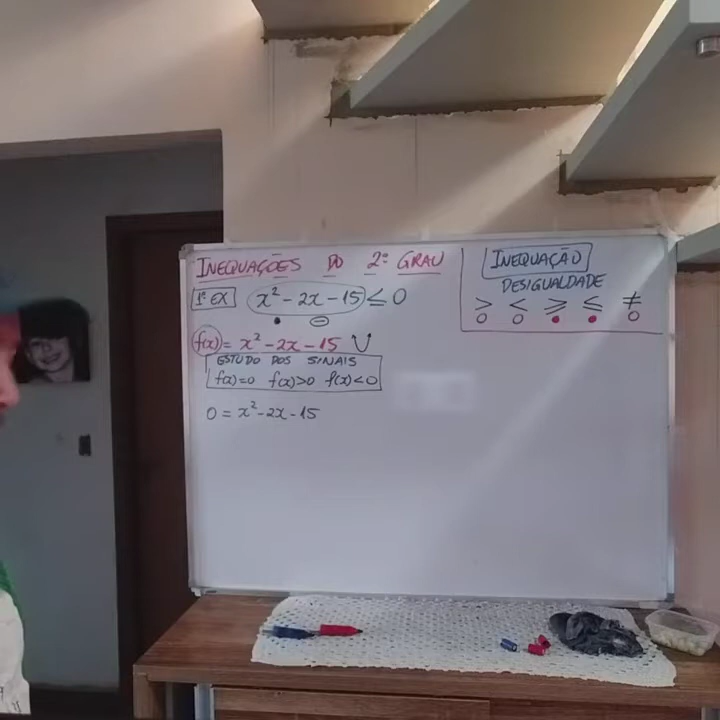 INEQUAÇÕES DO 2º GRAU
1º EX x² - 2x - 15 ≤ 0
f(x) = x² - 2x - 15
ESTUDO DOS SINAIS
f(x)=0 f(x)>0 f(x)<0
0 = x² - 2x - 15
INEQUAÇÃO
DESIGUALDADE
> < ≥ ≤ ≠